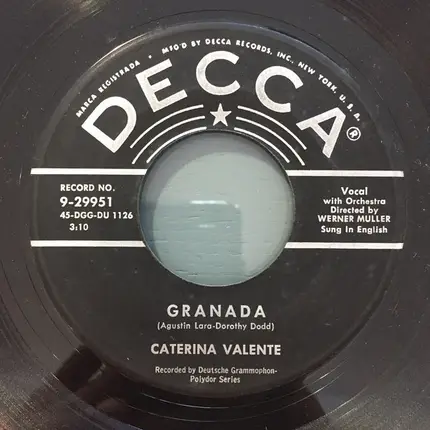 MARCA REGISTRADA • MFG'D BY DECCA RECORDS, INC., NEW YORK, U. S. A.
DECCA®
RECORD NO.
9-29951
45-DGG-DU 1126
3:10
Vocal
with Orchestra
Directed by
WERNER MULLER
Sung in English
GRANADA
(Agustin Lara-Dorothy Dodd)
CATERINA VALENTE
Recorded by Deutsche Grammophon-
Polydor Series